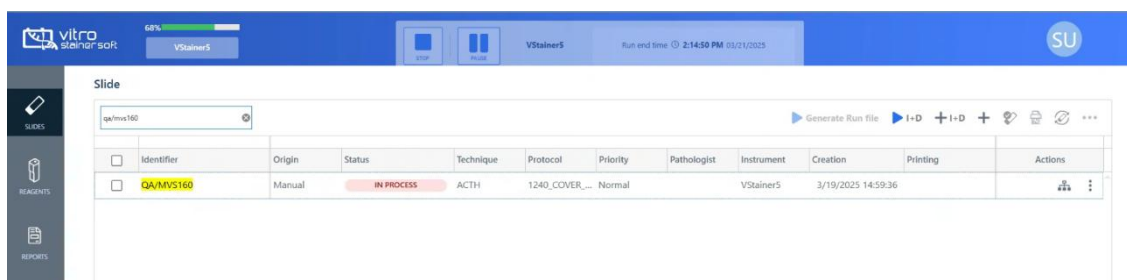 vitro
stainer soft
68%
VStainer5
STOP
PAUSE
VStainer5
Run end time 2:14:50 PM 03/21/2025
SU
Slide
SLIDES
qa/mvs160
Generate Run file I+D I+D
Identifier Origin Status Technique Protocol Priority Pathologist Instrument Creation Printing Actions
QA/MVS160 Manual IN PROCESS ACTH 1240_COVER_... Normal VStainer5 3/19/2025 14:59:36
REAGENTS
REPORTS